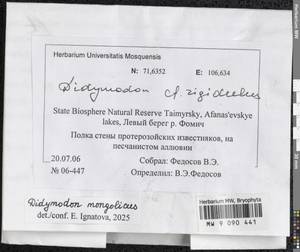 Herbarium Universitatis Mosquensis
N: 71,6352 E: 106,634
Didymodon cf. rigidulus
State Biosphere Natural Reserve Taimyrsky, Afanas'evskye
lakes, Левый берег р. Фомич
Полка стены протерозойских известняков, на
песчанистом аллювии
20.07.06 Собрал: Федосов В.Э.
№ 06-447 Определил: В.Э.Федосов
Didymodon mongolicus
det./conf. E. Ignatova, 2025
Herbarium MW, Bryophyta
MW 9 090 441